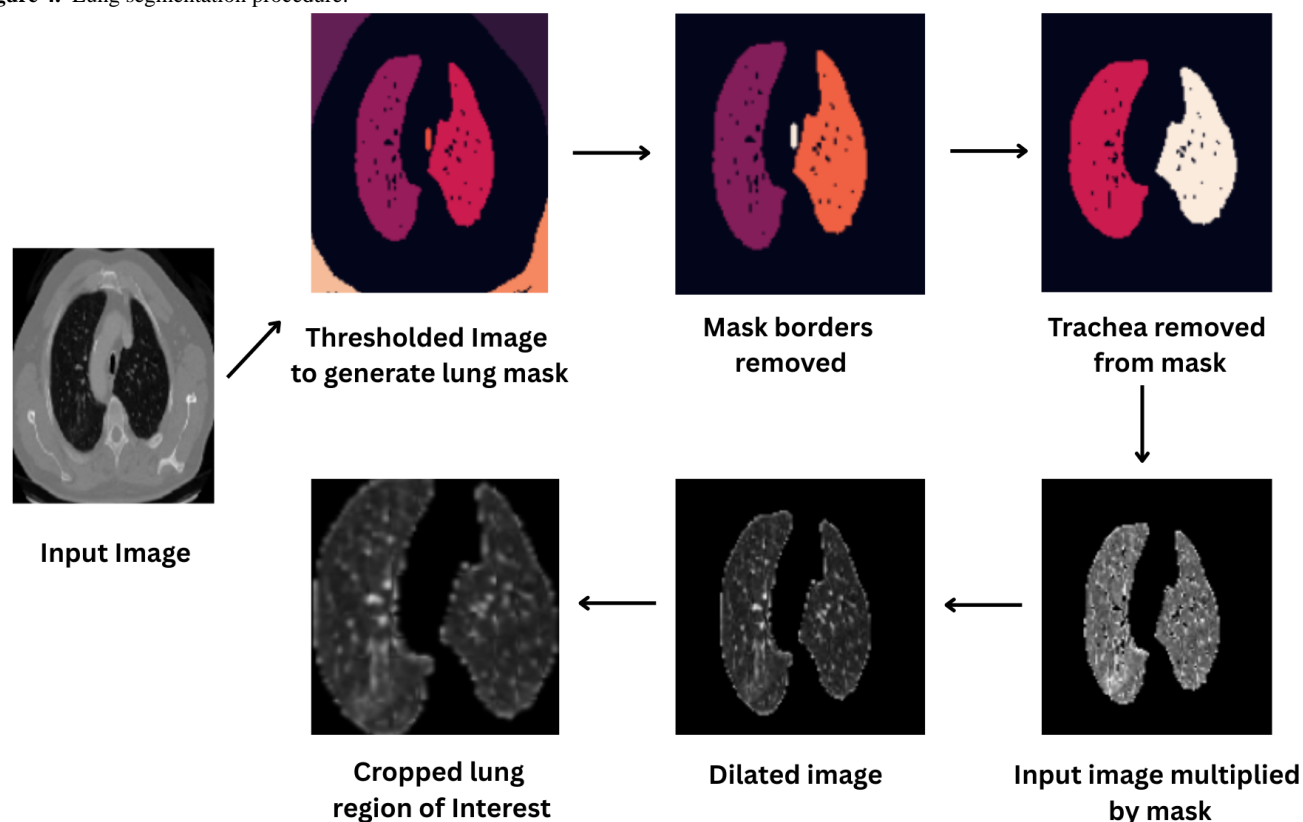 Lung segmentation procedure.
Thresholded Image
to generate lung mask
Mask borders
removed
Trachea removed
from mask
Input Image
Cropped lung
region of Interest
Dilated image
Input image multiplied
by mask